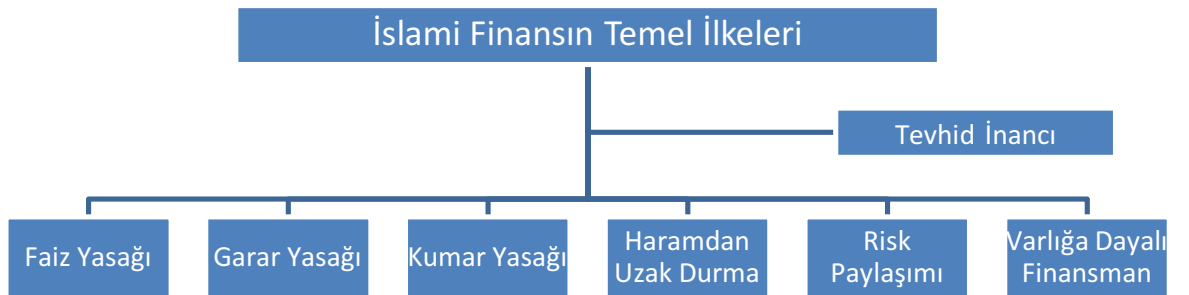 İslami Finansın Temel İlkeleri
Tevhid İnancı
Faiz Yasağı
Garar Yasağı
Kumar Yasağı
Haramdan
Uzak Durma
Risk
Paylaşımı
Varlığa Dayalı
Finansman